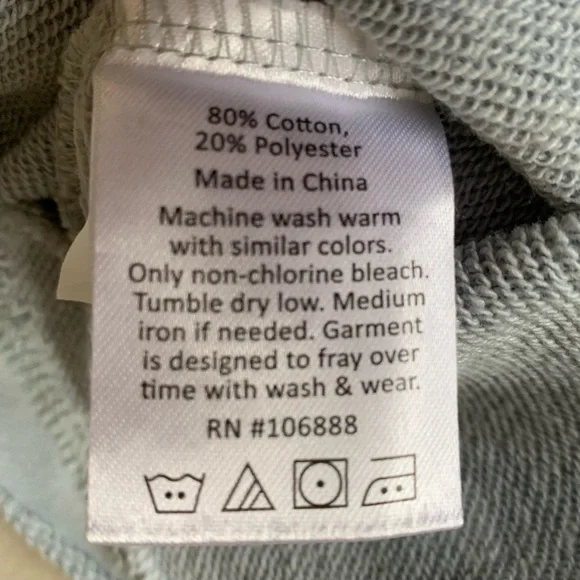 80% Cotton,
20% Polyester
Made in China
Machine wash warm
with similar colors.
Only non-chlorine bleach.
Tumble dry low. Medium
iron if needed. Garment
is designed to fray over
time with wash & wear.
RN #106888